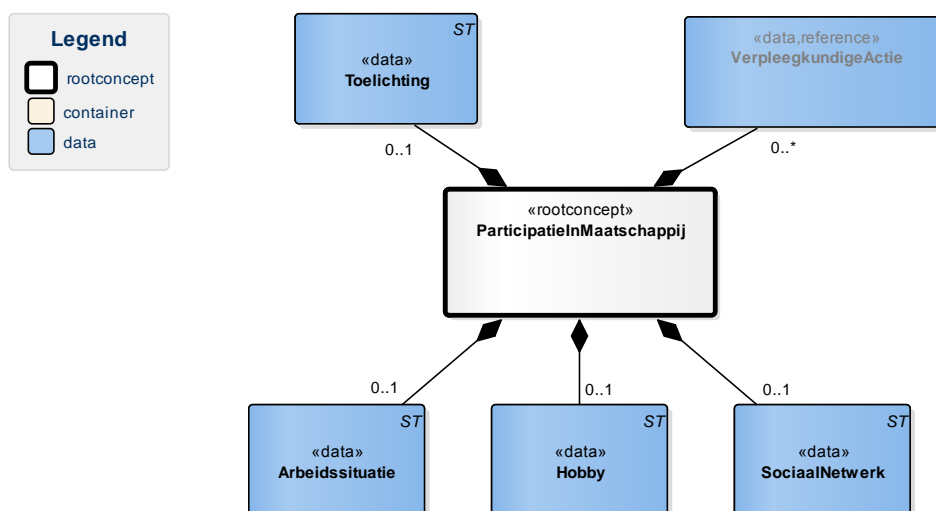 Legend
rootconcept
container
data
ST
«data»
Toelichting
«data,reference»
VerpleegkundigeActie
0..1
0..*
«rootconcept»
ParticipatieInMaatschappij
0..1
0..1
0..1
ST
«data»
Arbeidssituatie
ST
«data»
Hobby
ST
«data»
SociaalNetwerk